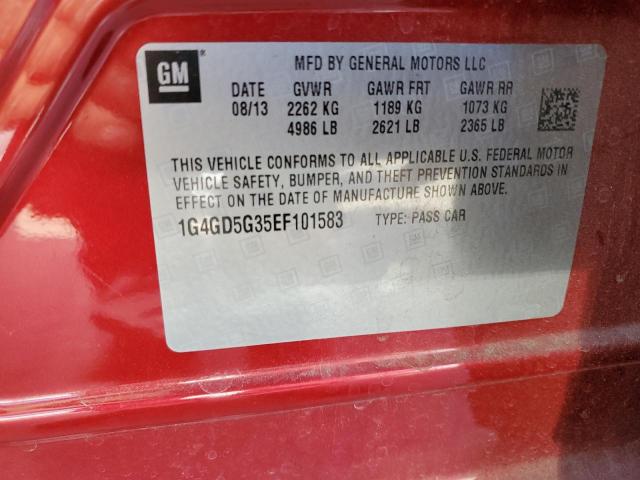 GM
MFD BY GENERAL MOTORS LLC
DATE GVWR GAWR FRT GAWR RR
08/13 2262 KG 1189 KG 1073 KG
4986 LB 2621 LB 2365 LB
THIS VEHICLE CONFORMS TO ALL APPLICABLE U.S. FEDERAL MOTOR
VEHICLE SAFETY, BUMPER, AND THEFT PREVENTION STANDARDS IN
EFFECT ON THE DATE OF MANUFACTURE SHOWN ABOVE.
1G4GD5G35EF101583 TYPE: PASS CAR